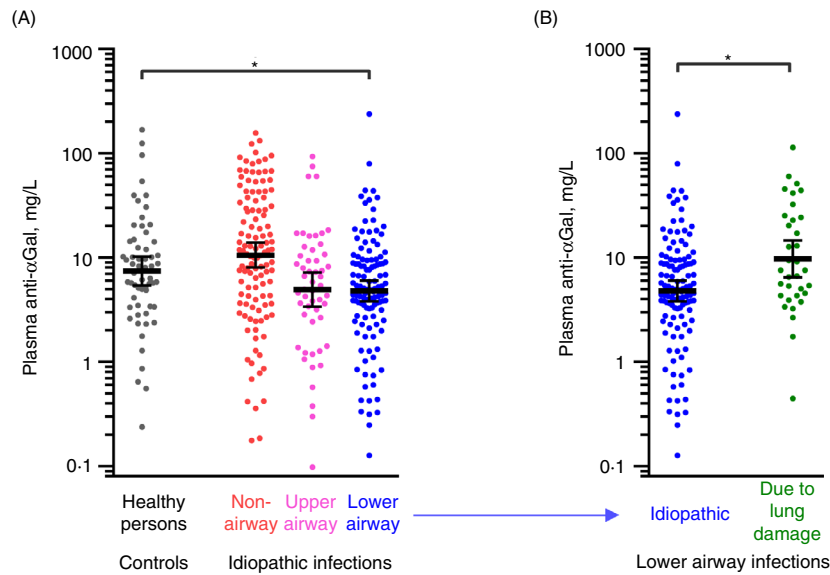 (A)
Plasma anti-αGal, mg/L
1000
100
10
1
0·1
*
Healthy
persons
Non-
airway
Upper
airway
Lower
airway
Controls
Idiopathic infections
(B)
Plasma anti-αGal, mg/L
1000
100
10
1
0·1
*
Idiopathic
Due to
lung
damage
Lower airway infections